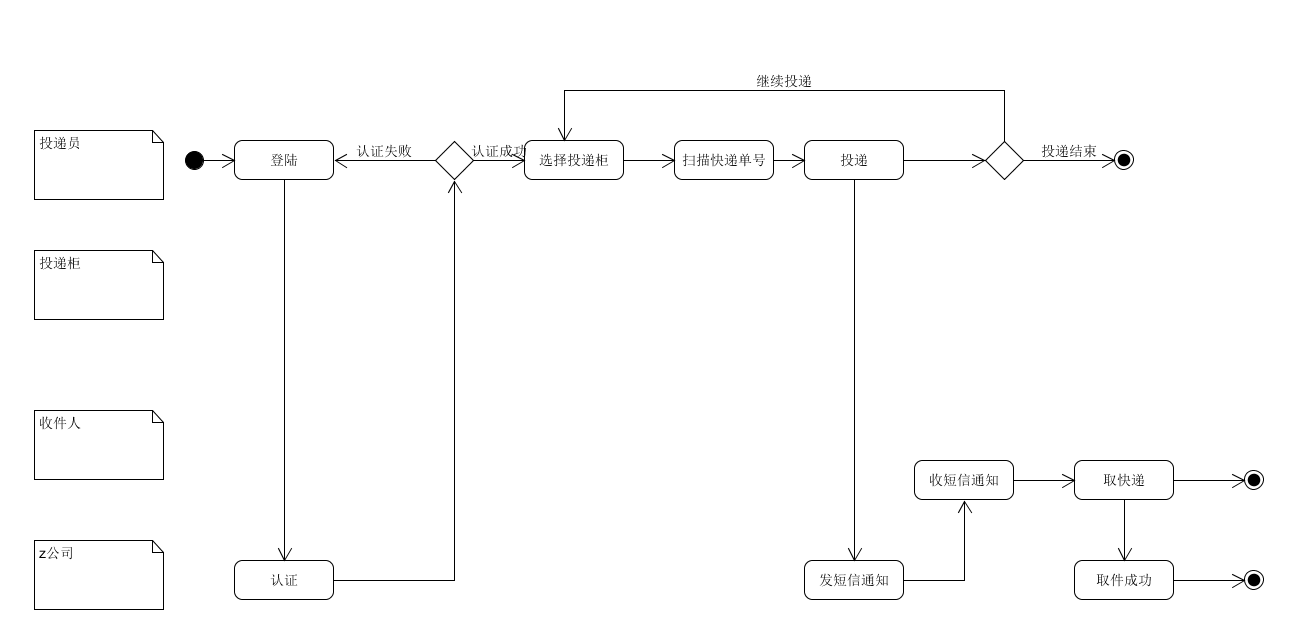 继续投递
投递员
登陆
认证失败
认证成功
选择投递柜
扫描快递单号
投递
投递结束
投递柜
收件人
收短信通知
取快递
z公司
认证
发短信通知
取件成功